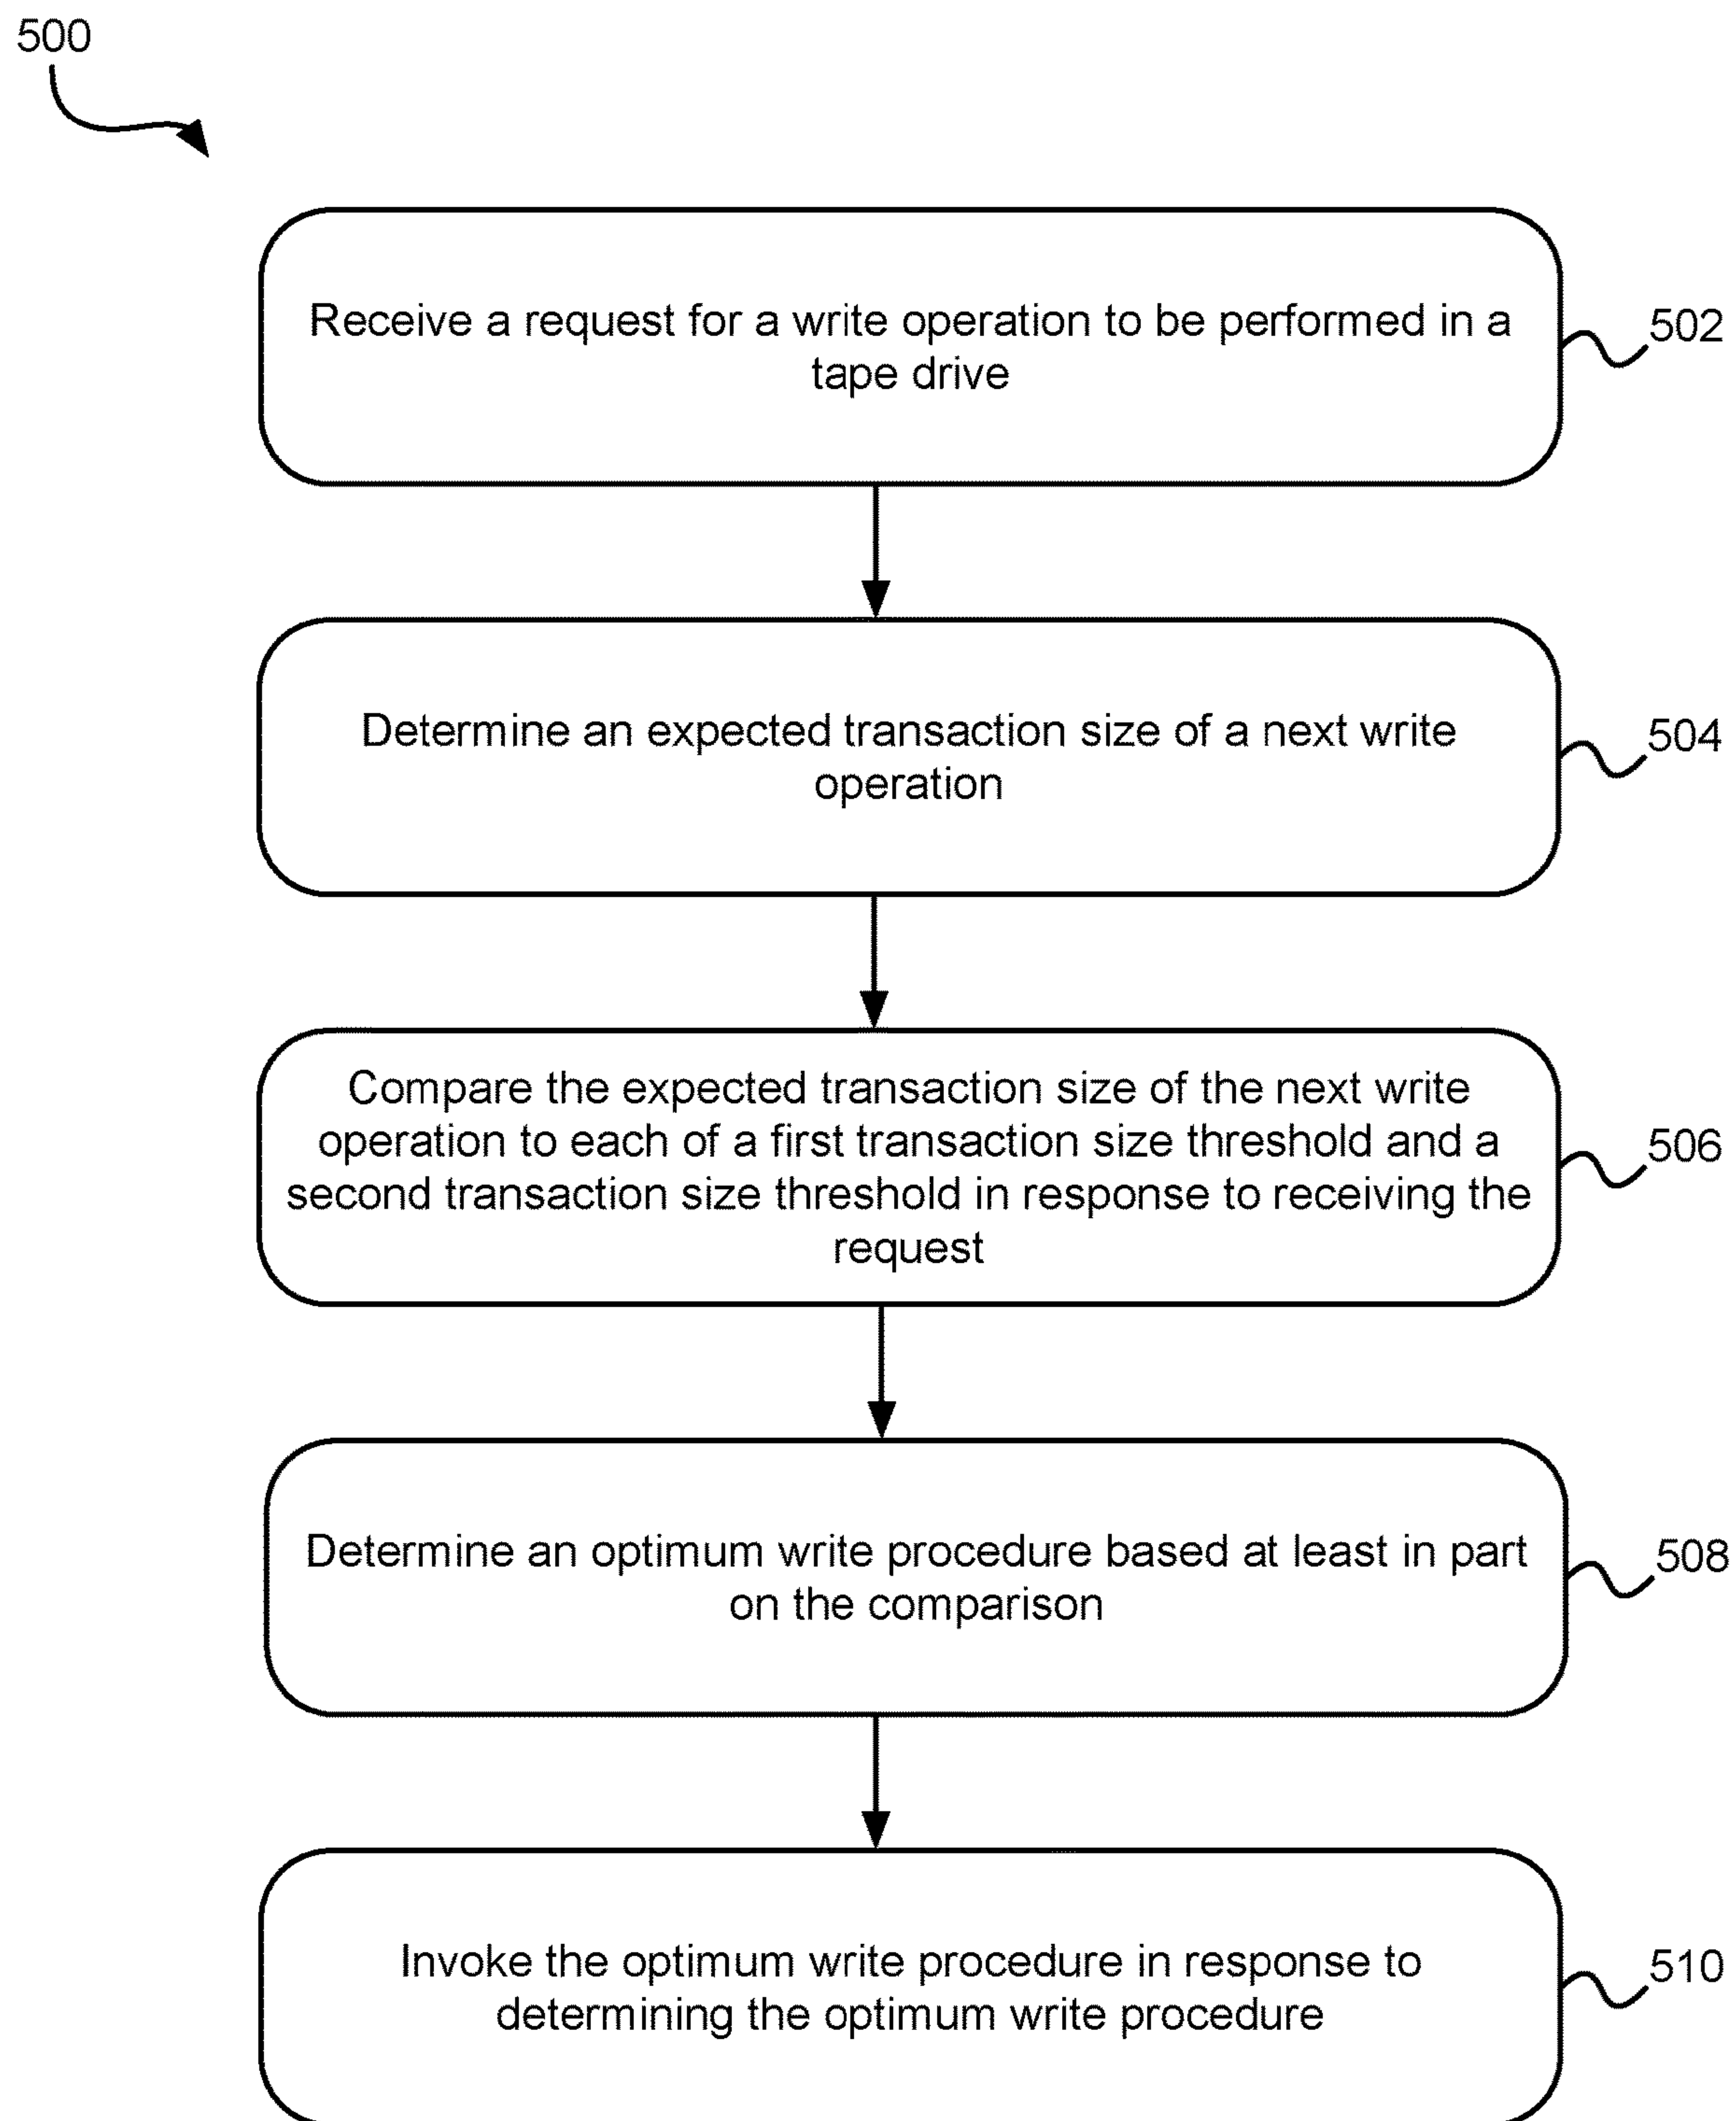 500
Receive a request for a write operation to be performed in a
tape drive
502
Determine an expected transaction size of a next write
operation
504
Compare the expected transaction size of the next write
operation to each of a first transaction size threshold and a
second transaction size threshold in response to receiving the
request
506
Determine an optimum write procedure based at least in part
on the comparison
508
Invoke the optimum write procedure in response to
determining the optimum write procedure
510